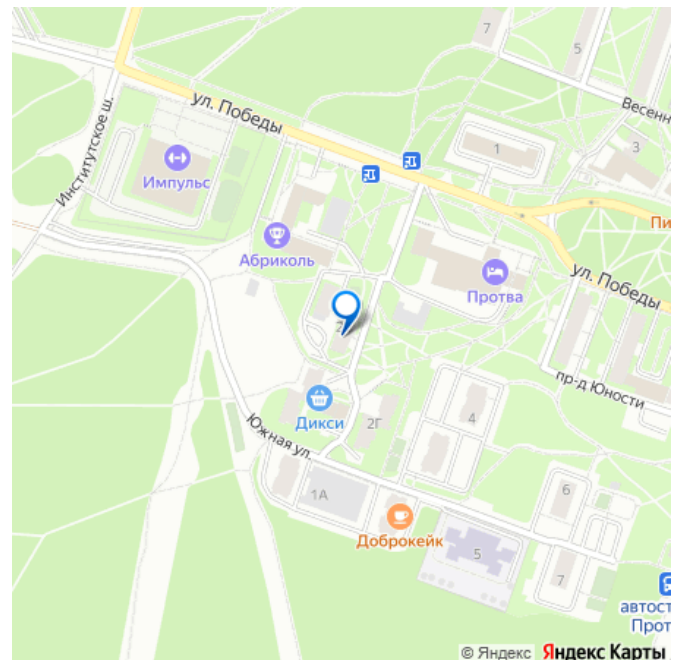 7
5
Весенн
ул. Победы
Институтское ш.
Импульс
1
3
Пи
Абриколь
Протва
ул. Победы
2
пр-д Юности
Дикси
2Г
4
Южная ул.
1А
6
Доброкейк
5
7
автост
Прот
© Яндекс Яндекс Карты